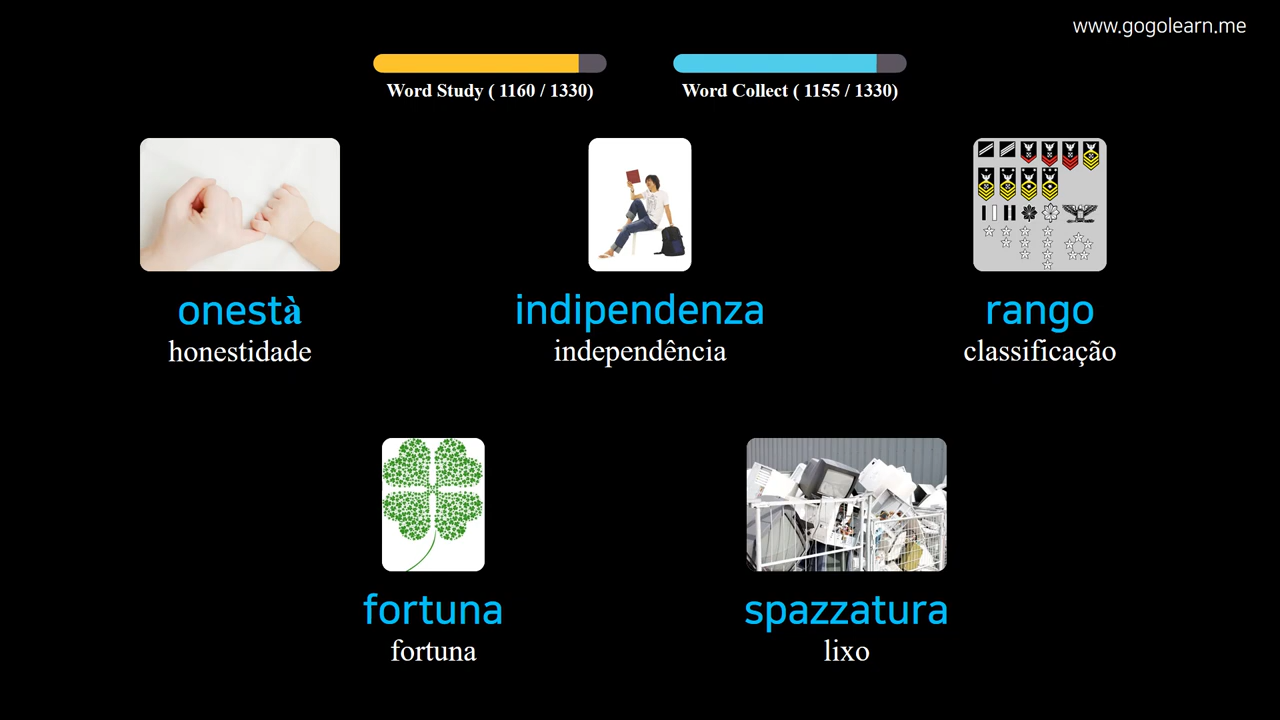 www.gogolearn.me
Word Study ( 1160 / 1330)
Word Collect ( 1155 / 1330)
onestà
honestidade
indipendenza
independência
rango
classificação
fortuna
fortuna
spazzatura
lixo